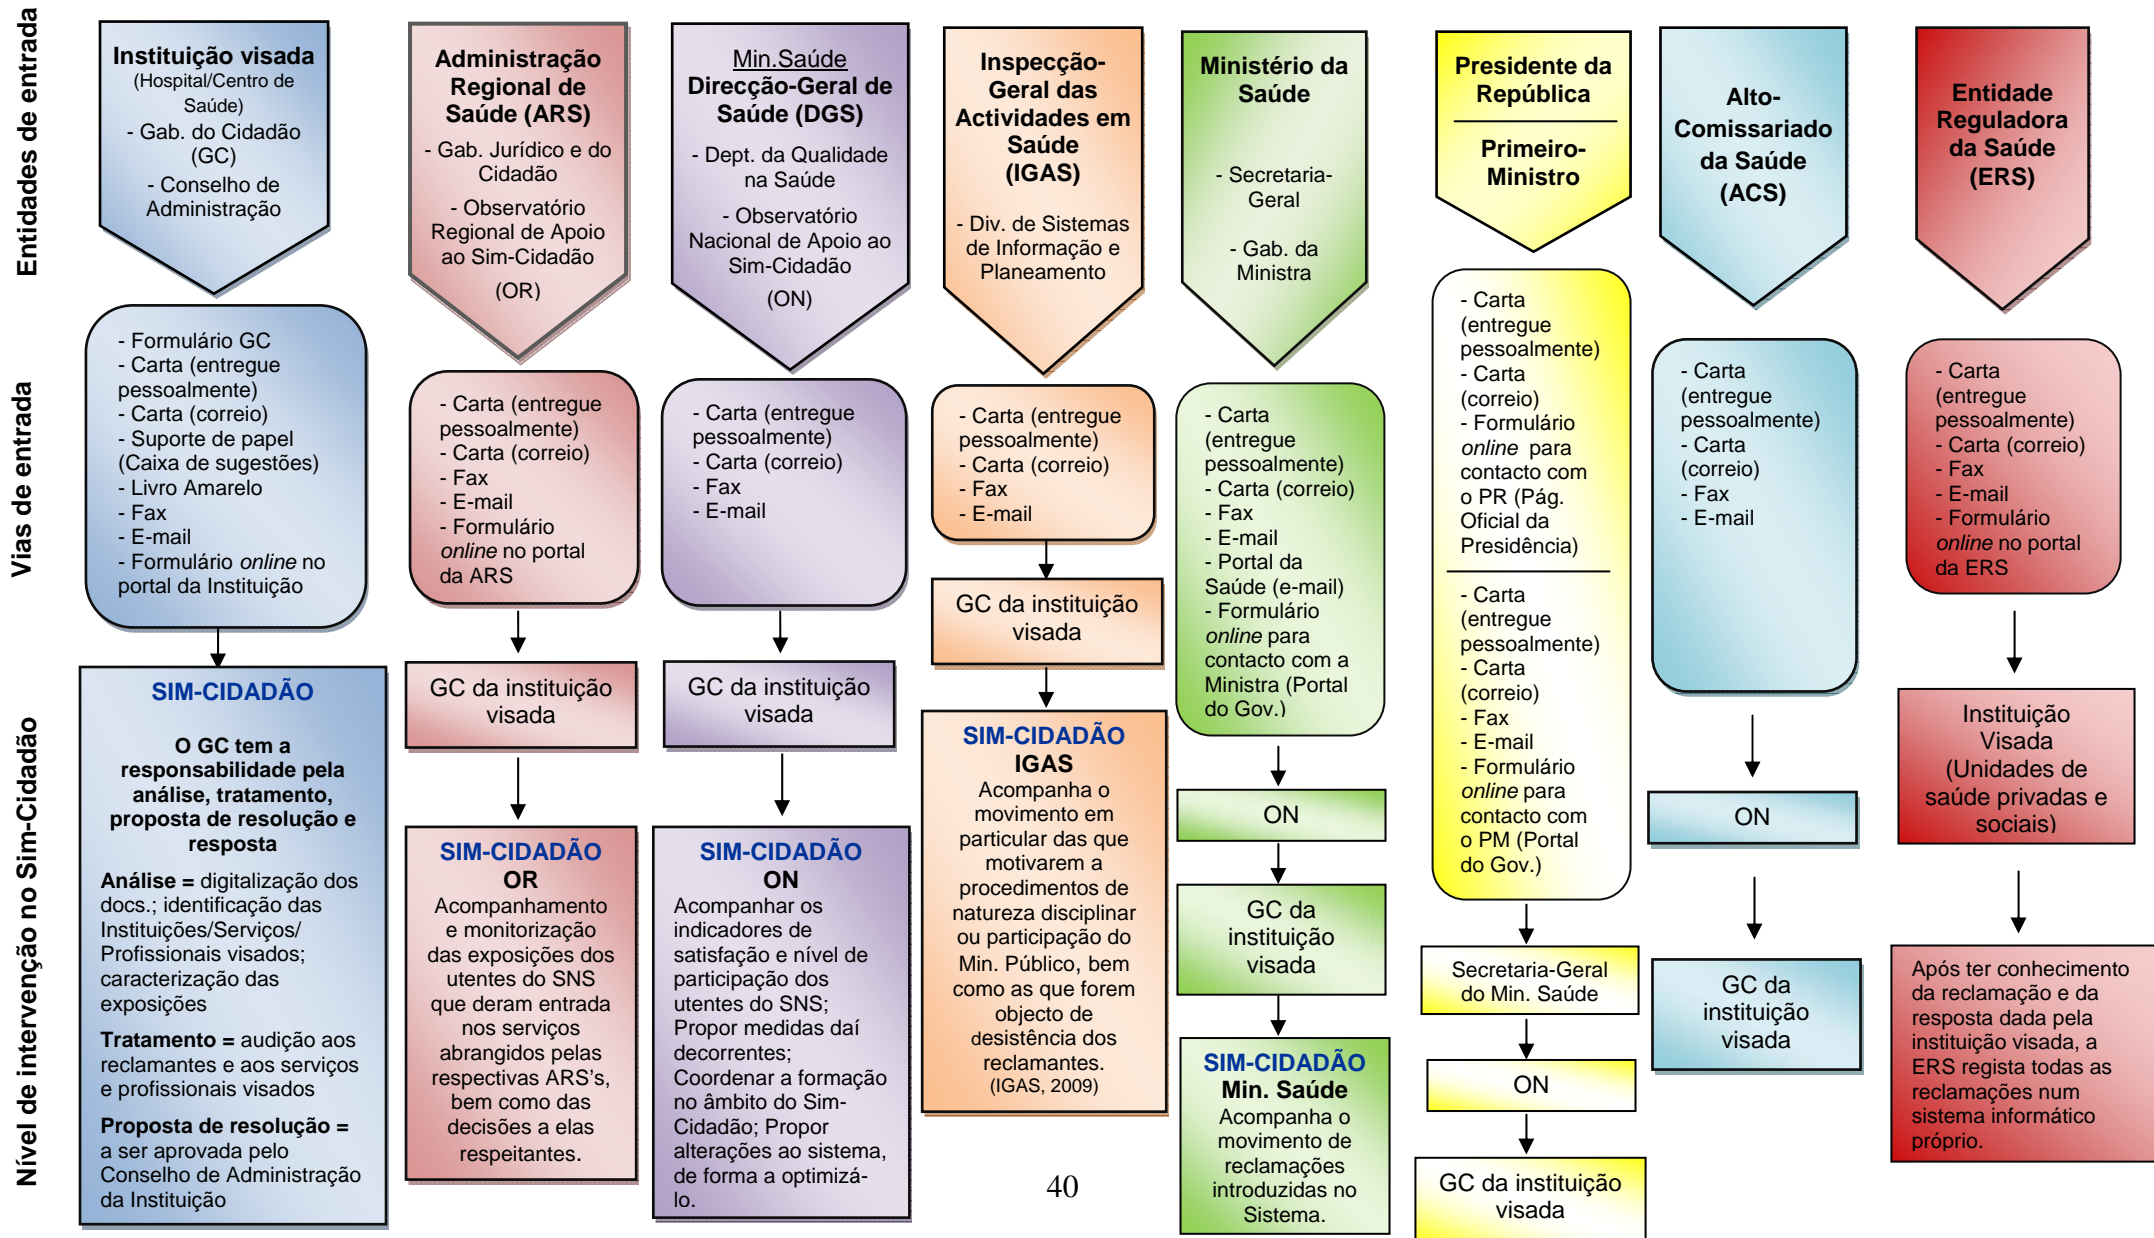 Entidades de entrada
Instituição visada
(Hospital/Centro de
Saúde)
- Gab. do Cidadão
(GC)
- Conselho de
Administração
Administração
Regional de
Saúde (ARS)
- Gab. Jurídico e do
Cidadão
- Observatório
Regional de Apoio
ao Sim-Cidadão
(OR)
Min.Saúde
Direcção-Geral de
Saúde (DGS)
- Dept. da Qualidade
na Saúde
- Observatório
Nacional de Apoio ao
Sim-Cidadão
(ON)
Inspecção-
Geral das
Actividades em
Saúde
(IGAS)
- Div. de Sistemas
de Informação e
Planeamento
Ministério da
Saúde
- Secretaria-
Geral
- Gab. da
Ministra
Presidente da
República
Primeiro-
Ministro
Alto-
Comissariado
da Saúde
(ACS)
Entidade
Reguladora
da Saúde
(ERS)
Vias de entrada
- Formulário GC
- Carta (entregue
pessoalmente)
- Carta (correio)
- Suporte de papel
(Caixa de sugestões)
- Livro Amarelo
- Fax
- E-mail
- Formulário online no
portal da Instituição
- Carta (entregue
pessoalmente)
- Carta (correio)
- Fax
- E-mail
- Formulário
online no portal
da ARS
- Carta (entregue
pessoalmente)
- Carta (correio)
- Fax
- E-mail
- Carta (entregue
pessoalmente)
- Carta (correio)
- Fax
- E-mail
- Carta
(entregue
pessoalmente)
- Carta (correio)
- Fax
- E-mail
- Portal da
Saúde (e-mail)
- Formulário
online para
contacto com a
Ministra (Portal
do Gov.)
- Carta
(entregue
pessoalmente)
- Carta
(correio)
- Formulário
online para
contacto com
o PR (Pág.
Oficial da
Presidência)
- Carta
(entregue
pessoalmente)
- Carta
(correio)
- Fax
- E-mail
- Formulário
online para
contacto com
o PM (Portal
do Gov.)
- Carta
(entregue
pessoalmente)
- Carta
(correio)
- Fax
- E-mail
- Carta
(entregue
pessoalmente)
- Carta (correio)
- Fax
- E-mail
- Formulário
online no portal
da ERS
Nível de intervenção no Sim-Cidadão
SIM-CIDADÃO
O GC tem a
responsabilidade pela
análise, tratamento,
proposta de resolução e
resposta
Análise = digitalização dos
docs.; identificação das
Instituições/Serviços/
Profissionais visados;
caracterização das
exposições
Tratamento = audição aos
reclamantes e aos serviços
e profissionais visados
Proposta de resolução =
a ser aprovada pelo
Conselho de Administração
da Instituição
GC da instituição
visada
SIM-CIDADÃO
OR
Acompanhamento
e monitorização
das exposições dos
utentes do SNS
que deram entrada
nos serviços
abrangidos pelas
respectivas ARS's,
bem como das
decisões a elas
respeitantes.
GC da instituição
visada
SIM-CIDADÃO
ON
Acompanhar os
indicadores de
satisfação e nível de
participação dos
utentes do SNS;
Propor medidas daí
decorrentes;
Coordenar a formação
no âmbito do Sim-
Cidadão; Propor
alterações ao sistema,
de forma a optimizá-
lo.
GC da instituição
visada
SIM-CIDADÃO
IGAS
Acompanha o
movimento em
particular das que
motivarem a
procedimentos de
natureza disciplinar
ou participação do
Min. Público, bem
como as que forem
objecto de
desistência dos
reclamantes.
(IGAS, 2009)
ON
GC da
instituição
visada
SIM-CIDADÃO
Min. Saúde
Acompanha o
movimento de
reclamações
introduzidas no
Sistema.
Secretaria-Geral
do Min. Saúde
ON
GC da instituição
visada
ON
GC da
instituição
visada
Instituição
Visada
(Unidades de
saúde privadas e
sociais)
Após ter conhecimento
da reclamação e da
resposta dada pela
instituição visada, a
ERS regista todas as
reclamações num
sistema informático
próprio.
40